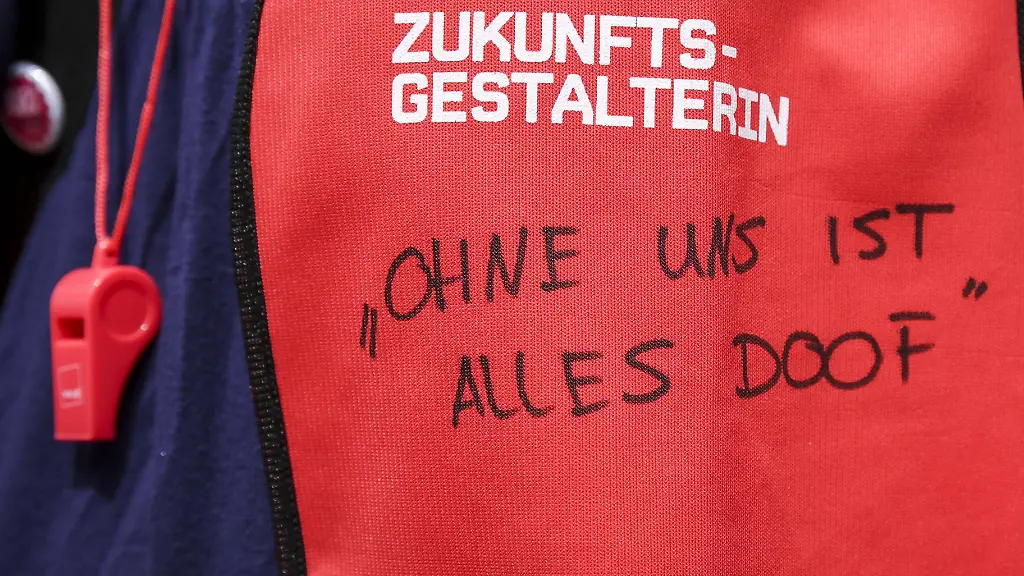 ZUKUNFTS-
GESTALTERIN
„OHNE UNS IST
ALLES DOOF"